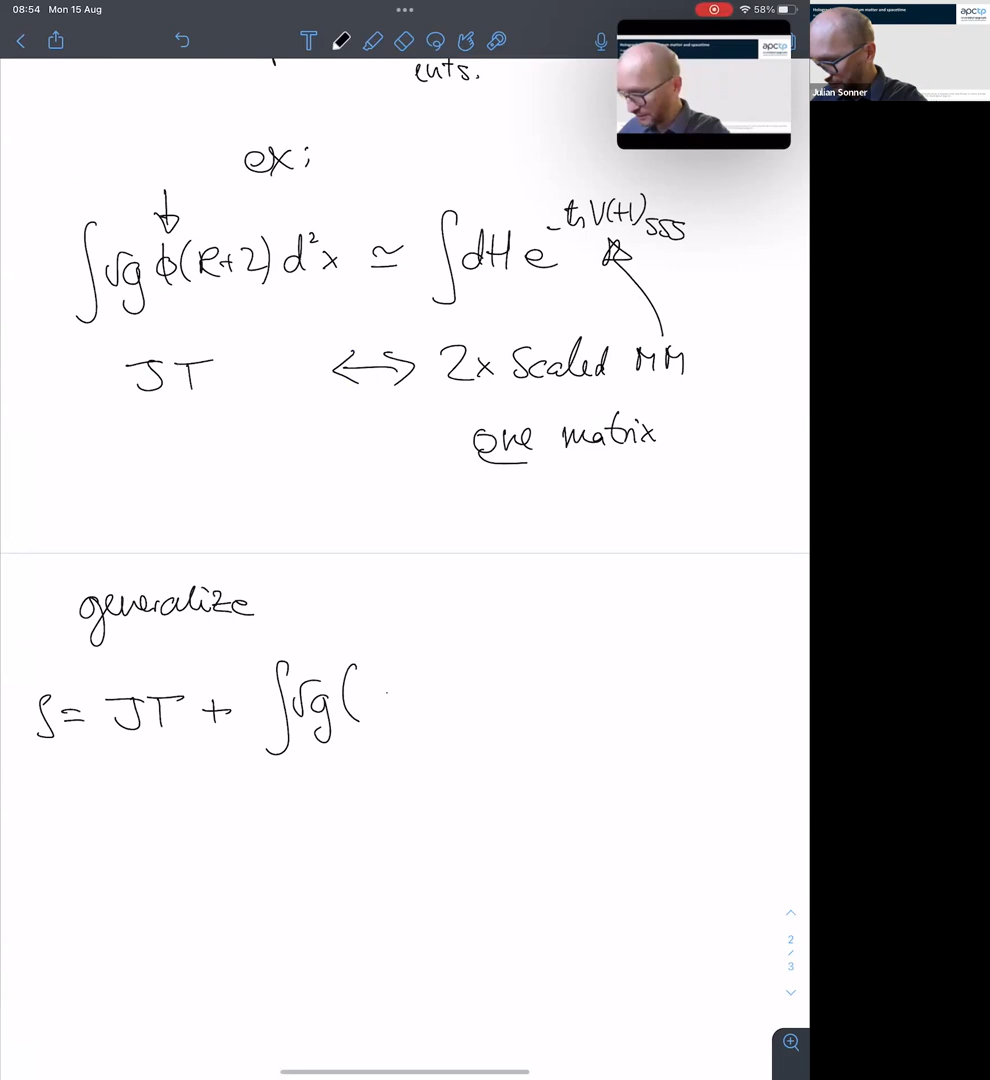 08:54 Mon 15 Aug
58%
apctp
Julian Sonner
ents.
ex:
∫√g ϕ(R+2) d²x ≃ ∫dH e^{-tr V(H)_{SSS}}
JT ⟷ 2x Scaled MM
one matrix
generalize
S = JT + ∫√g (
2
/
3